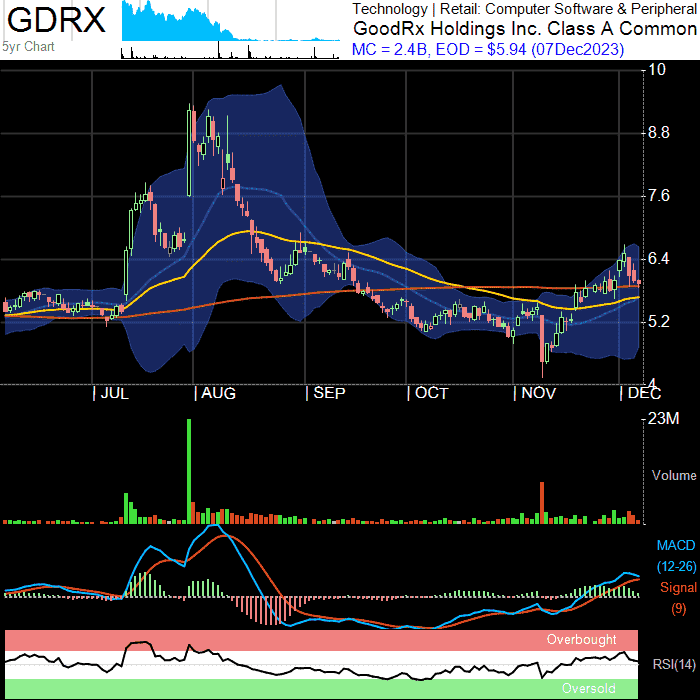 GDRX
5yr Chart
Technology | Retail: Computer Software & Peripheral
GoodRx Holdings Inc. Class A Common
MC = 2.4B, EOD = $5.94 (07Dec2023)
10
8.8
7.6
6.4
5.2
4
JUL AUG SEP OCT NOV DEC
23M
Volume
MACD
(12-26)
Signal
(9)
Overbought
RSI(14)
Oversold